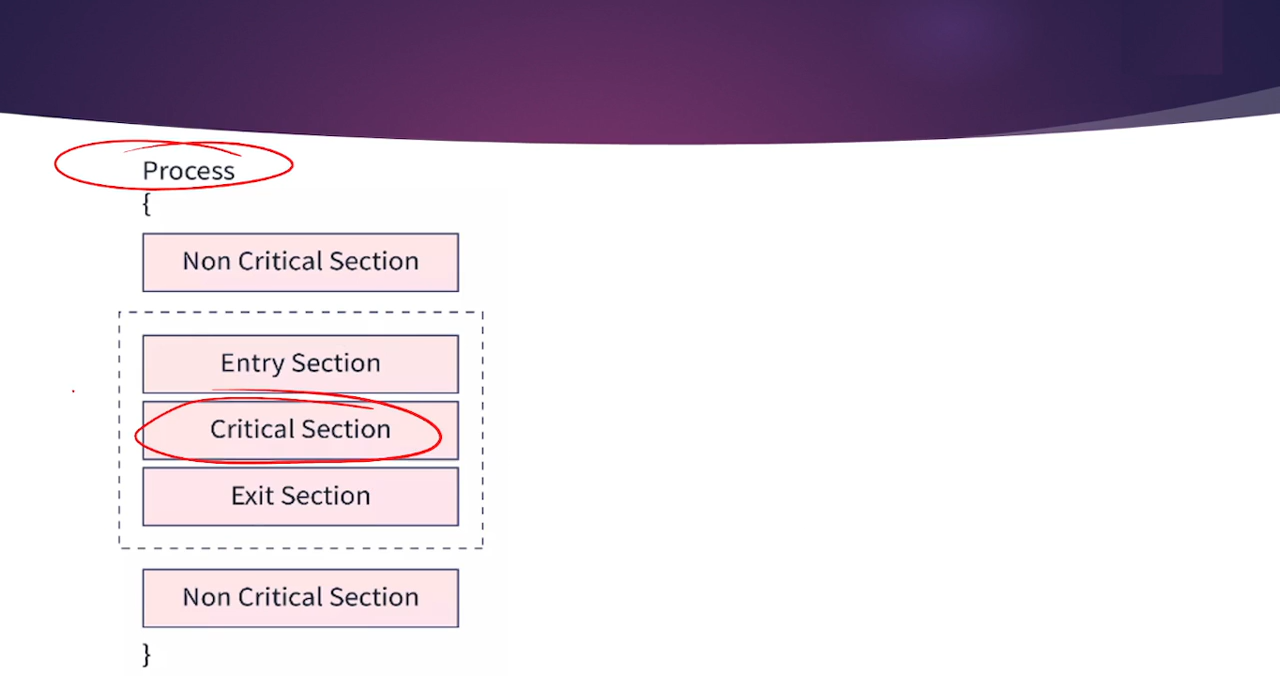 Process
{
Non Critical Section
Entry Section
Critical Section
Exit Section
Non Critical Section
}